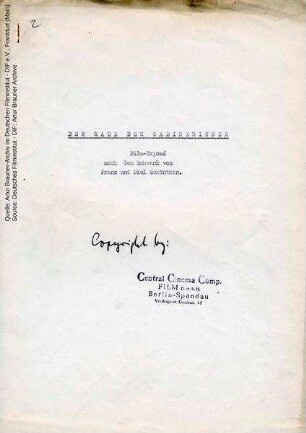 2
DER RAUB DER SABINERINNEN
Film-Exposé
nach dem Schwank von
Franz und Paul Schönthan.
Copyright by:
Central Cinema Comp.
FILM G.m.b.H.
Berlin-Spandau
Quelle: Artur Brauner-Archiv im Deutschen Filminstitut - DIF e.V., Frankfurt (Main)
Source: Deutsches Filminstitut - DIF: Artur Brauner Archive